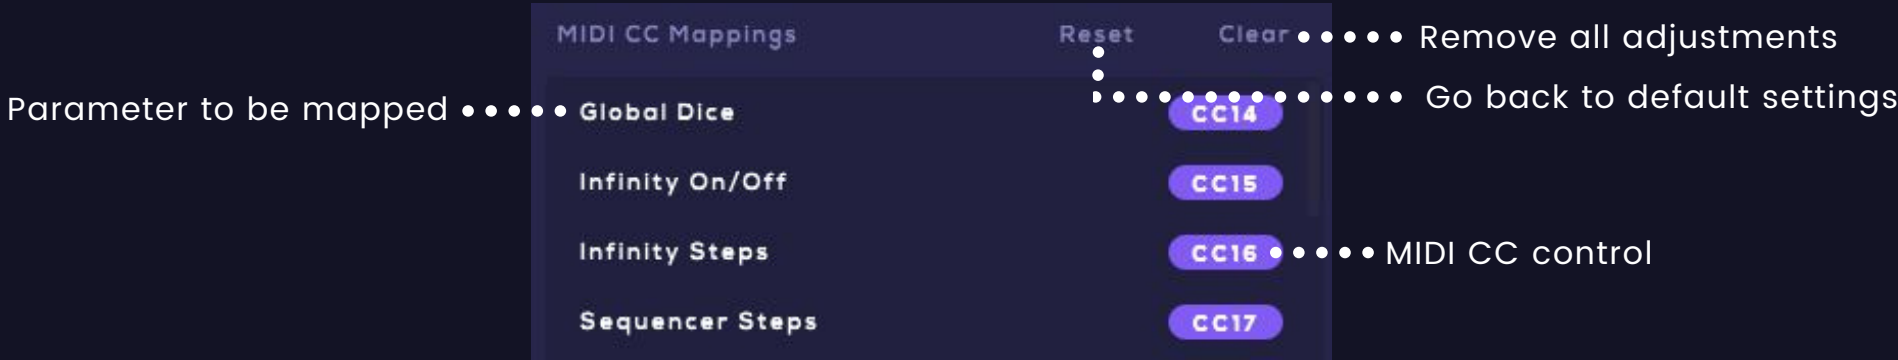 MIDI CC Mappings Reset Clear Remove all adjustments
Go back to default settings
Parameter to be mapped Global Dice CC14
Infinity On/Off CC15
Infinity Steps CC16 MIDI CC control
Sequencer Steps CC17